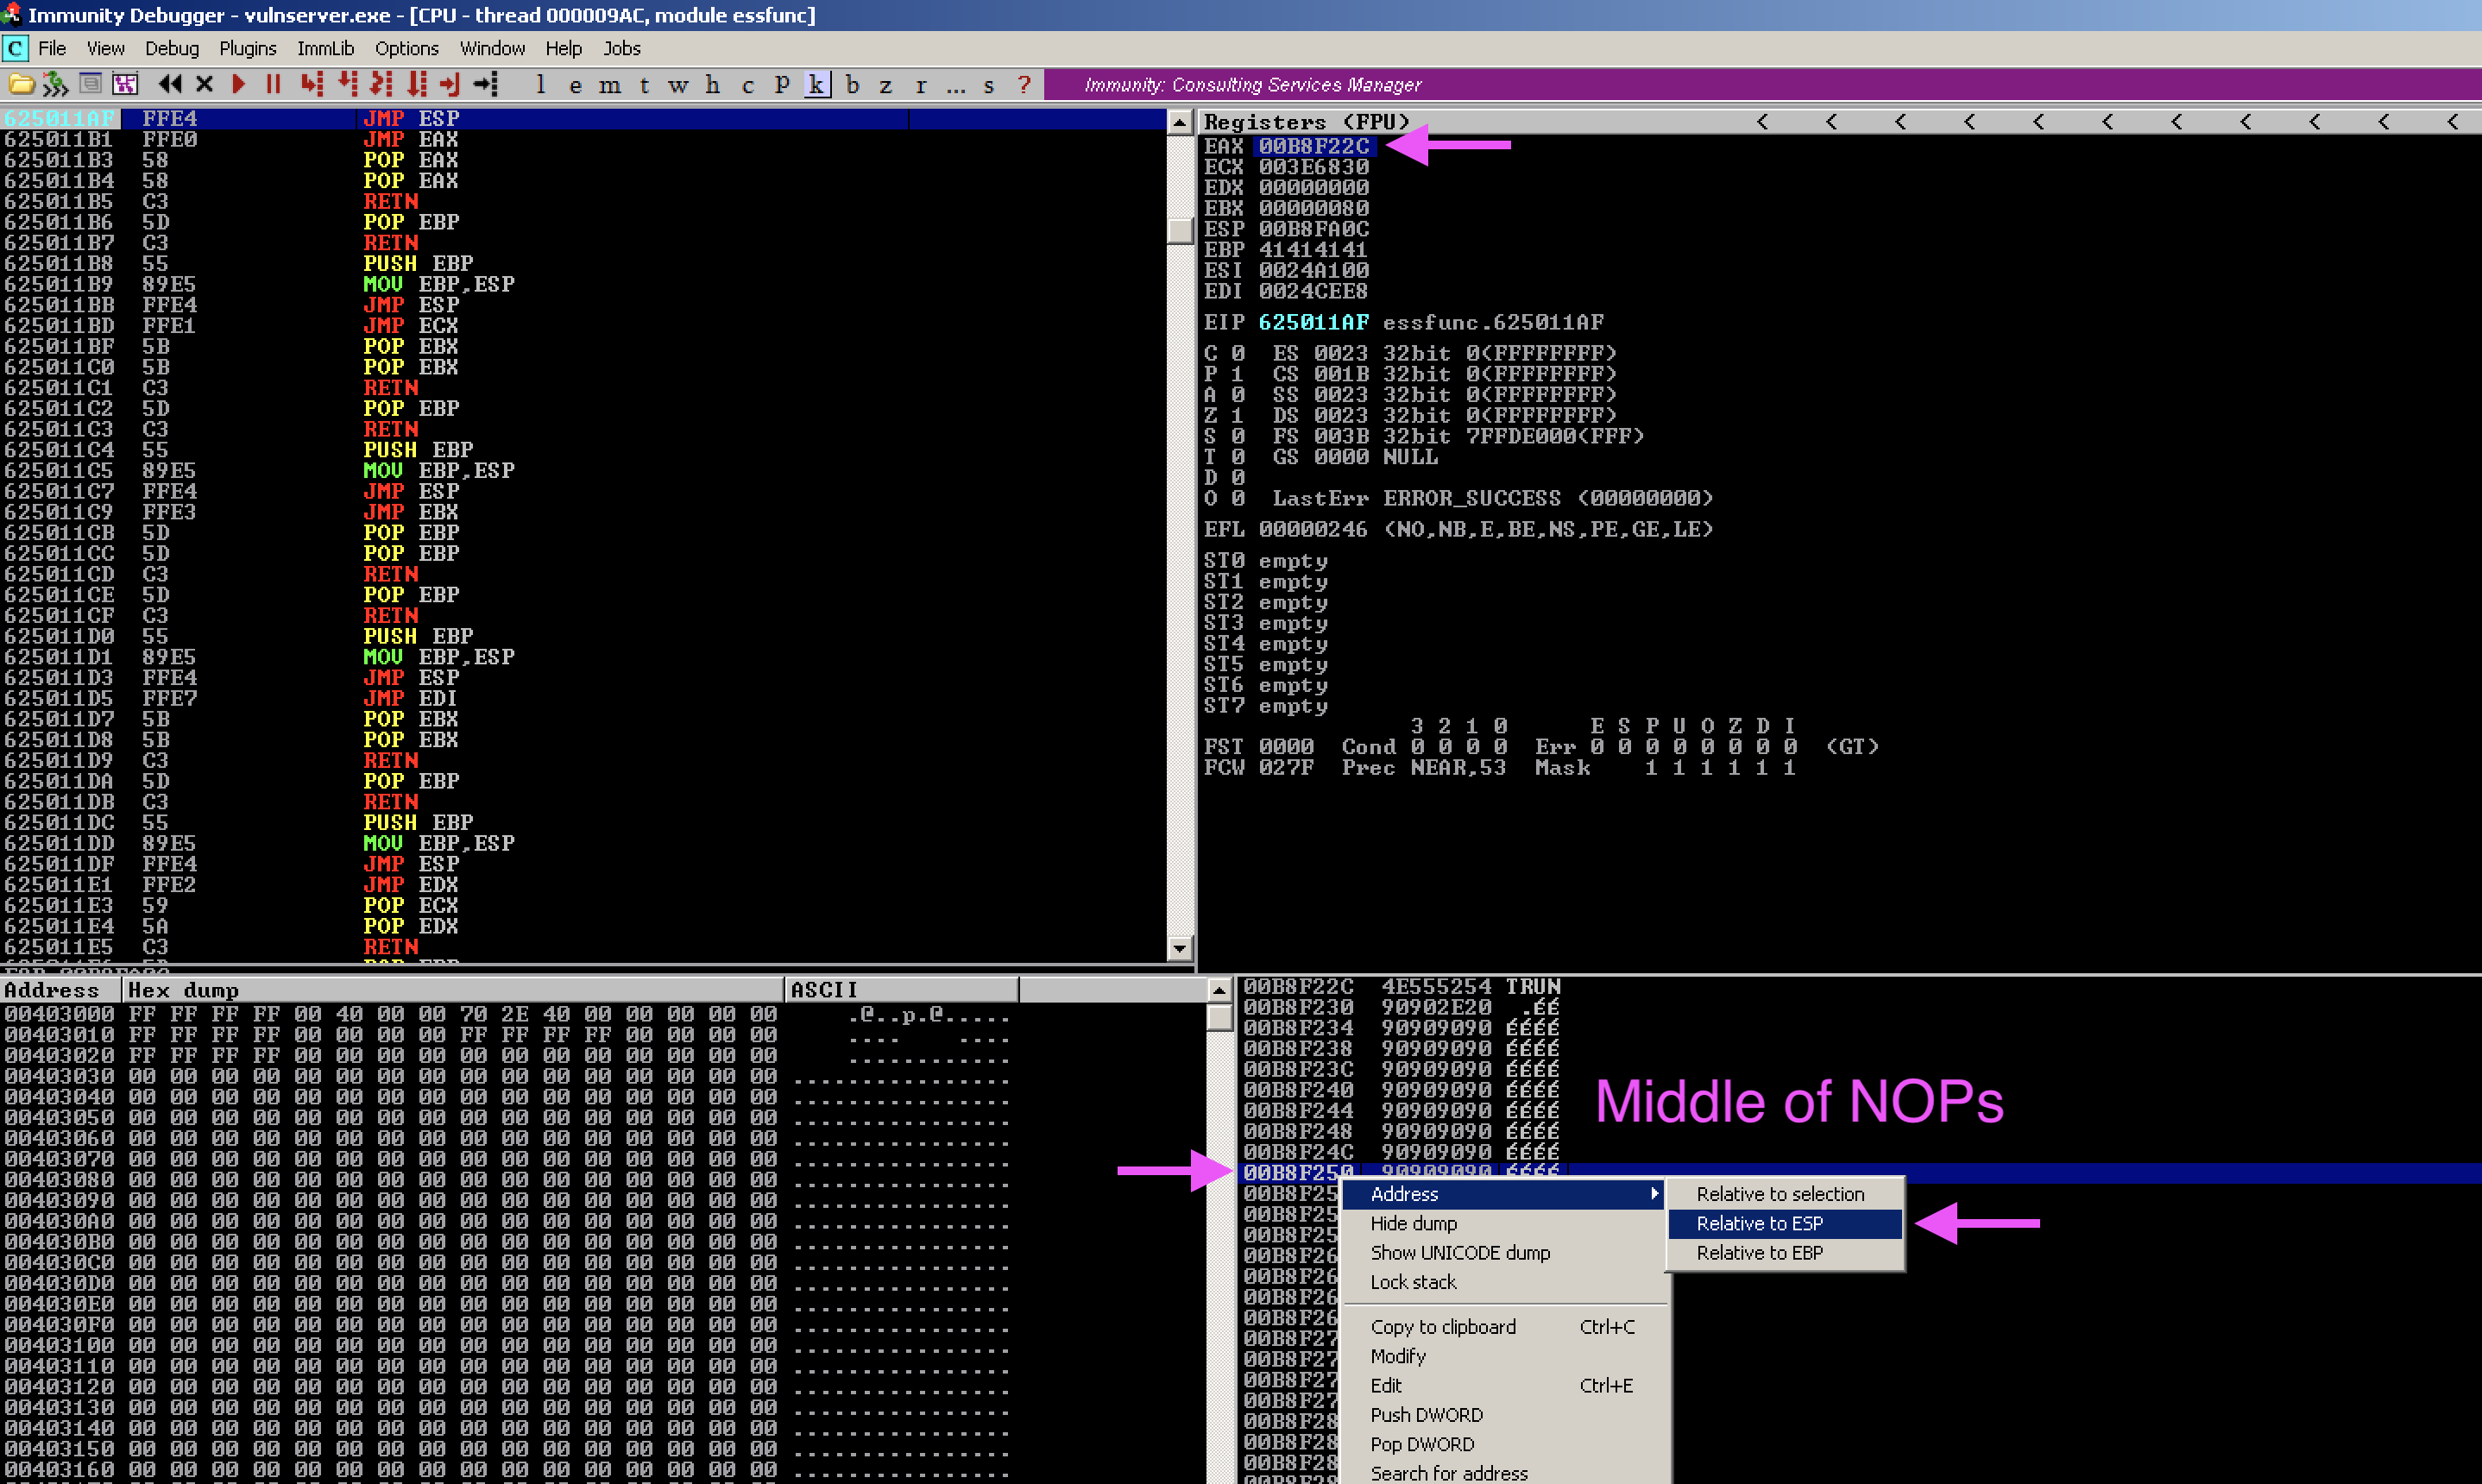 Immunity Debugger - vulnserver.exe - [CPU - thread 000009AC, module essfunc]
C File View Debug Plugins ImmLib Options Window Help Jobs
l e m t w h c P k b z r ... s ? Immunity: Consulting Services Manager
625011AF FFE4 JMP ESP
625011B1 FFE0 JMP EAX
625011B3 58 POP EAX
625011B4 58 POP EAX
625011B5 C3 RETN
625011B6 5D POP EBP
625011B7 C3 RETN
625011B8 55 PUSH EBP
625011B9 89E5 MOV EBP,ESP
625011BB FFE4 JMP ESP
625011BD FFE1 JMP ECX
625011BF 5B POP EBX
625011C0 5B POP EBX
625011C1 C3 RETN
625011C2 5D POP EBP
625011C3 C3 RETN
625011C4 55 PUSH EBP
625011C5 89E5 MOV EBP,ESP
625011C7 FFE4 JMP ESP
625011C9 FFE3 JMP EBX
625011CB 5D POP EBP
625011CC 5D POP EBP
625011CD C3 RETN
625011CE 5D POP EBP
625011CF C3 RETN
625011D0 55 PUSH EBP
625011D1 89E5 MOV EBP,ESP
625011D3 FFE4 JMP ESP
625011D5 FFE7 JMP EDI
625011D7 5B POP EBX
625011D8 5B POP EBX
625011D9 C3 RETN
625011DA 5D POP EBP
625011DB C3 RETN
625011DC 55 PUSH EBP
625011DD 89E5 MOV EBP,ESP
625011DF FFE4 JMP ESP
625011E1 FFE2 JMP EDX
625011E3 59 POP ECX
625011E4 5A POP EDX
625011E5 C3 RETN
Registers (FPU) < < < < < < < < < < <
EAX 00B8F22C
ECX 003E6830
EDX 00000000
EBX 00000080
ESP 00B8FA0C
EBP 41414141
ESI 0024A100
EDI 0024CEE8
EIP 625011AF essfunc.625011AF
C 0 ES 0023 32bit 0(FFFFFFFF)
P 1 CS 001B 32bit 0(FFFFFFFF)
A 0 SS 0023 32bit 0(FFFFFFFF)
Z 1 DS 0023 32bit 0(FFFFFFFF)
S 0 FS 003B 32bit 7FFDE000(FFF)
T 0 GS 0000 NULL
D 0
O 0 LastErr ERROR_SUCCESS (00000000)
EFL 00000246 (NO,NB,E,BE,NS,PE,GE,LE)
ST0 empty
ST1 empty
ST2 empty
ST3 empty
ST4 empty
ST5 empty
ST6 empty
ST7 empty
3 2 1 0 E S P U O Z D I
FST 0000 Cond 0 0 0 0 Err 0 0 0 0 0 0 0 0 (GT)
FCW 027F Prec NEAR,53 Mask 1 1 1 1 1 1
Address Hex dump ASCII
00403000 FF FF FF FF 00 40 00 00 70 2E 40 00 00 00 00 00 .@..p.@.....
00403010 FF FF FF FF 00 00 00 00 FF FF FF FF 00 00 00 00 .... ....
00403020 FF FF FF FF 00 00 00 00 00 00 00 00 00 00 00 00 ............
00403030 00 00 00 00 00 00 00 00 00 00 00 00 00 00 00 00 ................
00403040 00 00 00 00 00 00 00 00 00 00 00 00 00 00 00 00 ................
00403050 00 00 00 00 00 00 00 00 00 00 00 00 00 00 00 00 ................
00403060 00 00 00 00 00 00 00 00 00 00 00 00 00 00 00 00 ................
00403070 00 00 00 00 00 00 00 00 00 00 00 00 00 00 00 00 ................
00403080 00 00 00 00 00 00 00 00 00 00 00 00 00 00 00 00 ................
00403090 00 00 00 00 00 00 00 00 00 00 00 00 00 00 00 00 ................
004030A0 00 00 00 00 00 00 00 00 00 00 00 00 00 00 00 00 ................
004030B0 00 00 00 00 00 00 00 00 00 00 00 00 00 00 00 00 ................
004030C0 00 00 00 00 00 00 00 00 00 00 00 00 00 00 00 00 ................
004030D0 00 00 00 00 00 00 00 00 00 00 00 00 00 00 00 00 ................
004030E0 00 00 00 00 00 00 00 00 00 00 00 00 00 00 00 00 ................
004030F0 00 00 00 00 00 00 00 00 00 00 00 00 00 00 00 00 ................
00403100 00 00 00 00 00 00 00 00 00 00 00 00 00 00 00 00 ................
00403110 00 00 00 00 00 00 00 00 00 00 00 00 00 00 00 00 ................
00403120 00 00 00 00 00 00 00 00 00 00 00 00 00 00 00 00 ................
00403130 00 00 00 00 00 00 00 00 00 00 00 00 00 00 00 00 ................
00403140 00 00 00 00 00 00 00 00 00 00 00 00 00 00 00 00 ................
00403150 00 00 00 00 00 00 00 00 00 00 00 00 00 00 00 00 ................
00403160 00 00 00 00 00 00 00 00 00 00 00 00 00 00 00 00 ................
00B8F22C 4E555254 TRUN
00B8F230 90902E20 .ÉÉ
00B8F234 90909090 ÉÉÉÉ
00B8F238 90909090 ÉÉÉÉ
00B8F23C 90909090 ÉÉÉÉ
00B8F240 90909090 ÉÉÉÉ
00B8F244 90909090 ÉÉÉÉ
00B8F248 90909090 ÉÉÉÉ
00B8F24C 90909090 ÉÉÉÉ
00B8F250 90909090 ÉÉÉÉ
00B8F25
00B8F25
00B8F25
00B8F26
00B8F26
00B8F26
00B8F26
00B8F27
00B8F27
00B8F27
00B8F27
00B8F28
00B8F28
00B8F28
Middle of NOPs
Address
Hide dump
Show UNICODE dump
Lock stack
Copy to clipboard Ctrl+C
Modify
Edit Ctrl+E
Push DWORD
Pop DWORD
Search for address
Relative to selection
Relative to ESP
Relative to EBP